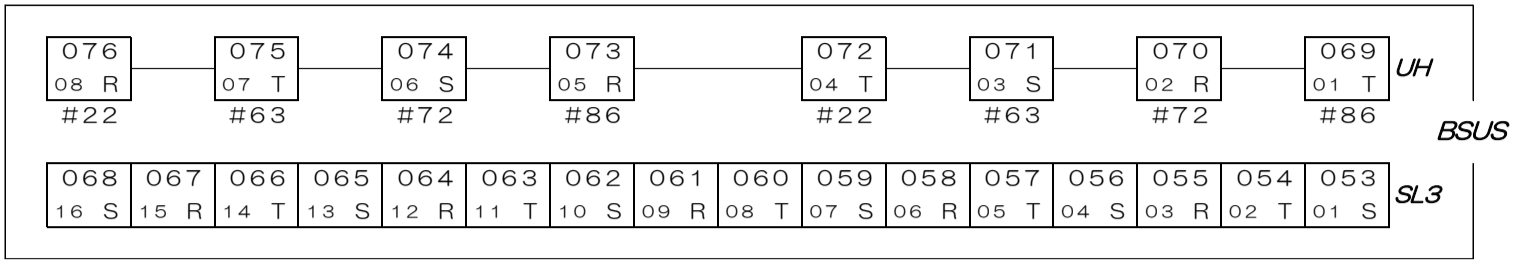 076 075 074 073 072 071 070 069
08 R 07 T 06 S 05 R 04 T 03 S 02 R 01 T UH
#22 #63 #72 #86 #22 #63 #72 #86
BSUS
068 067 066 065 064 063 062 061 060 059 058 057 056 055 054 053
16 S 15 R 14 T 13 S 12 R 11 T 10 S 09 R 08 T 07 S 06 R 05 T 04 S 03 R 02 T 01 S SL3